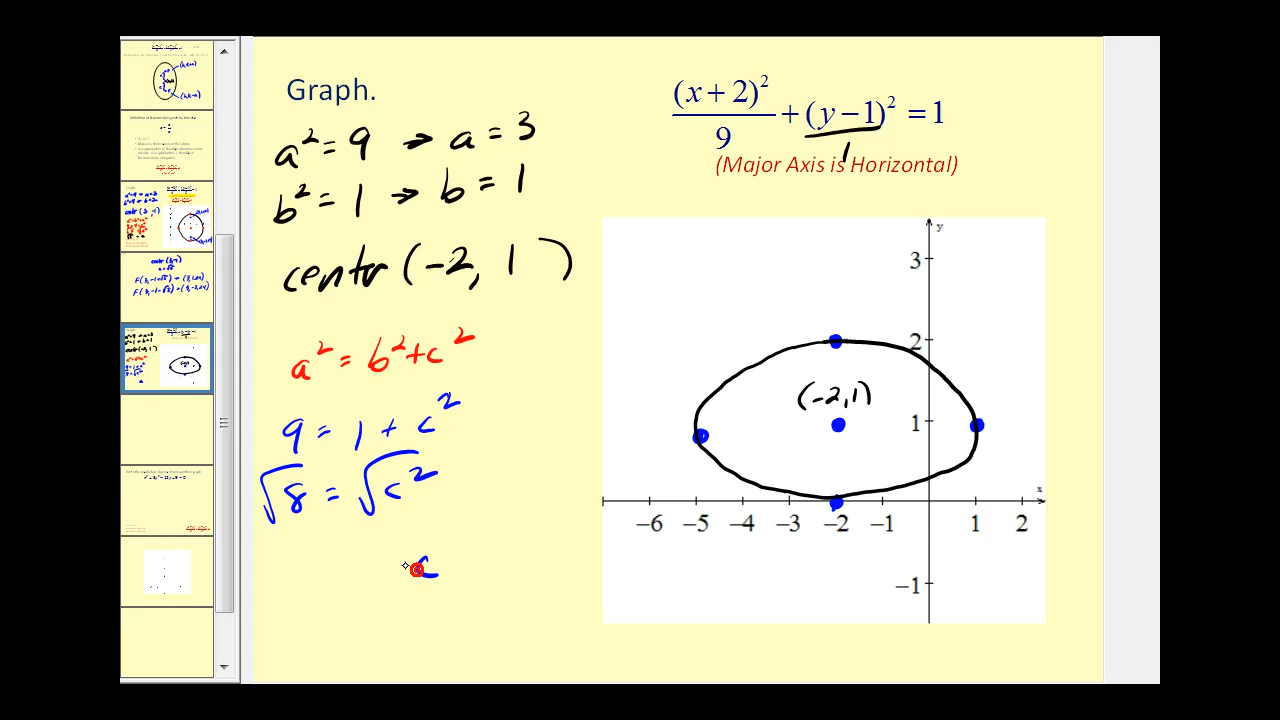 Graph.
(x + 2)²/9 + (y − 1)²/1 = 1
(Major Axis is Horizontal)
a² = 9 → a = 3
b² = 1 → b = 1
centr (-2, 1)
a² = b² + c²
9 = 1 + c²
√8 = √c²
c
y
3
2
(-2, 1)
1
x
−6 −5 −4 −3 −2 −1 1 2
−1